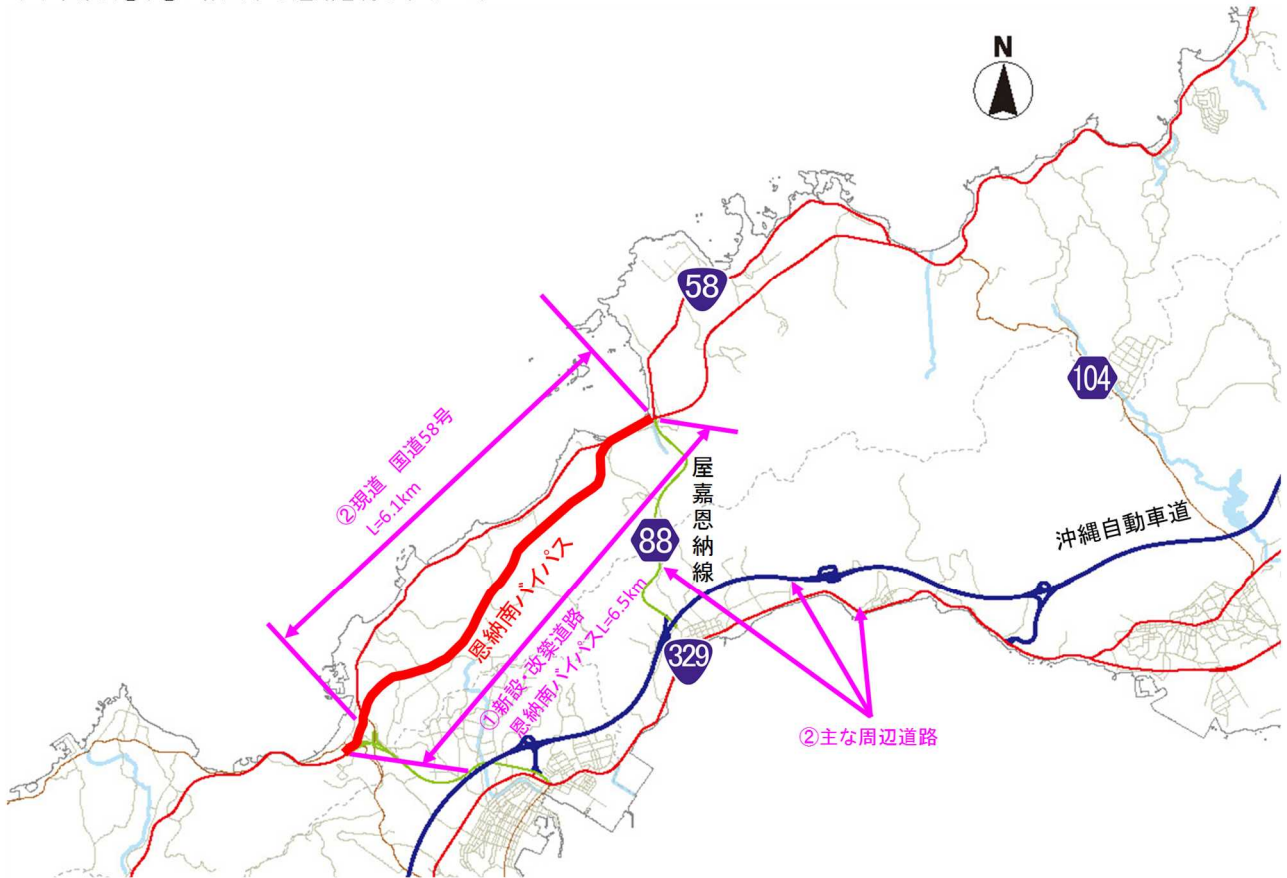 N
58
104
②現道 国道58号
L=6.1km
屋嘉恩納線
88
沖縄自動車道
恩納南バイパス
①新設・改築道路
恩納南バイパスL=6.5km
329
②主な周辺道路